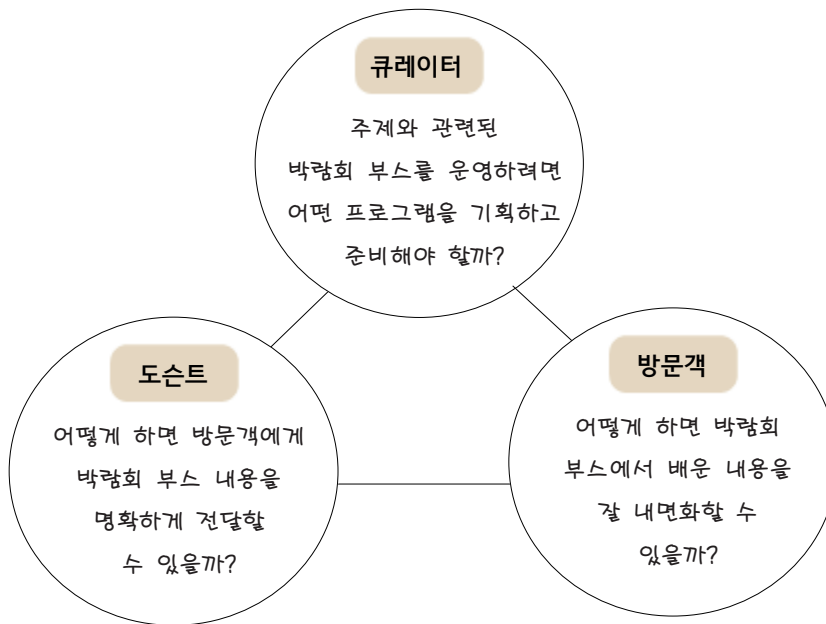 큐레이터
주제와 관련된
박람회 부스를 운영하려면
어떤 프로그램을 기획하고
준비해야 할까?
도슨트
어떻게 하면 방문객에게
박람회 부스 내용을
명확하게 전달할
수 있을까?
방문객
어떻게 하면 박람회
부스에서 배운 내용을
잘 내면화할 수
있을까?